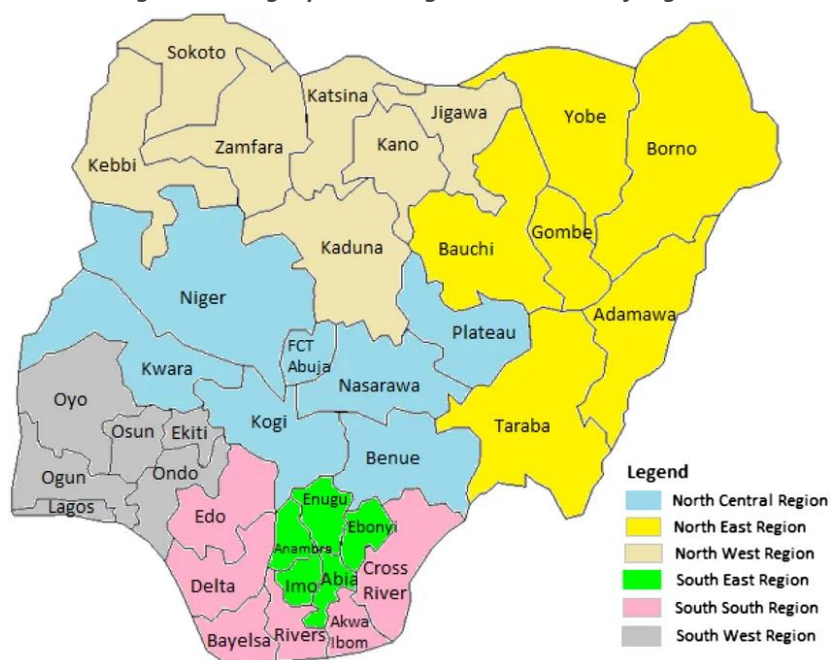 Sokoto
Katsina
Jigawa
Yobe
Borno
Zamfara
Kano
Kebbi
Kaduna
Bauchi
Gombe
Niger
Adamawa
Plateau
FCT
Abuja
Kwara
Nasarawa
Oyo
Kogi
Taraba
Osun
Ekiti
Benue
Ondo
Ogun
Lagos
Edo
Enugu
Ebonyi
Anambra
Delta
Imo
Abia
Cross
River
Bayelsa
Rivers
Akwa
Ibom
Legend
North Central Region
North East Region
North West Region
South East Region
South South Region
South West Region